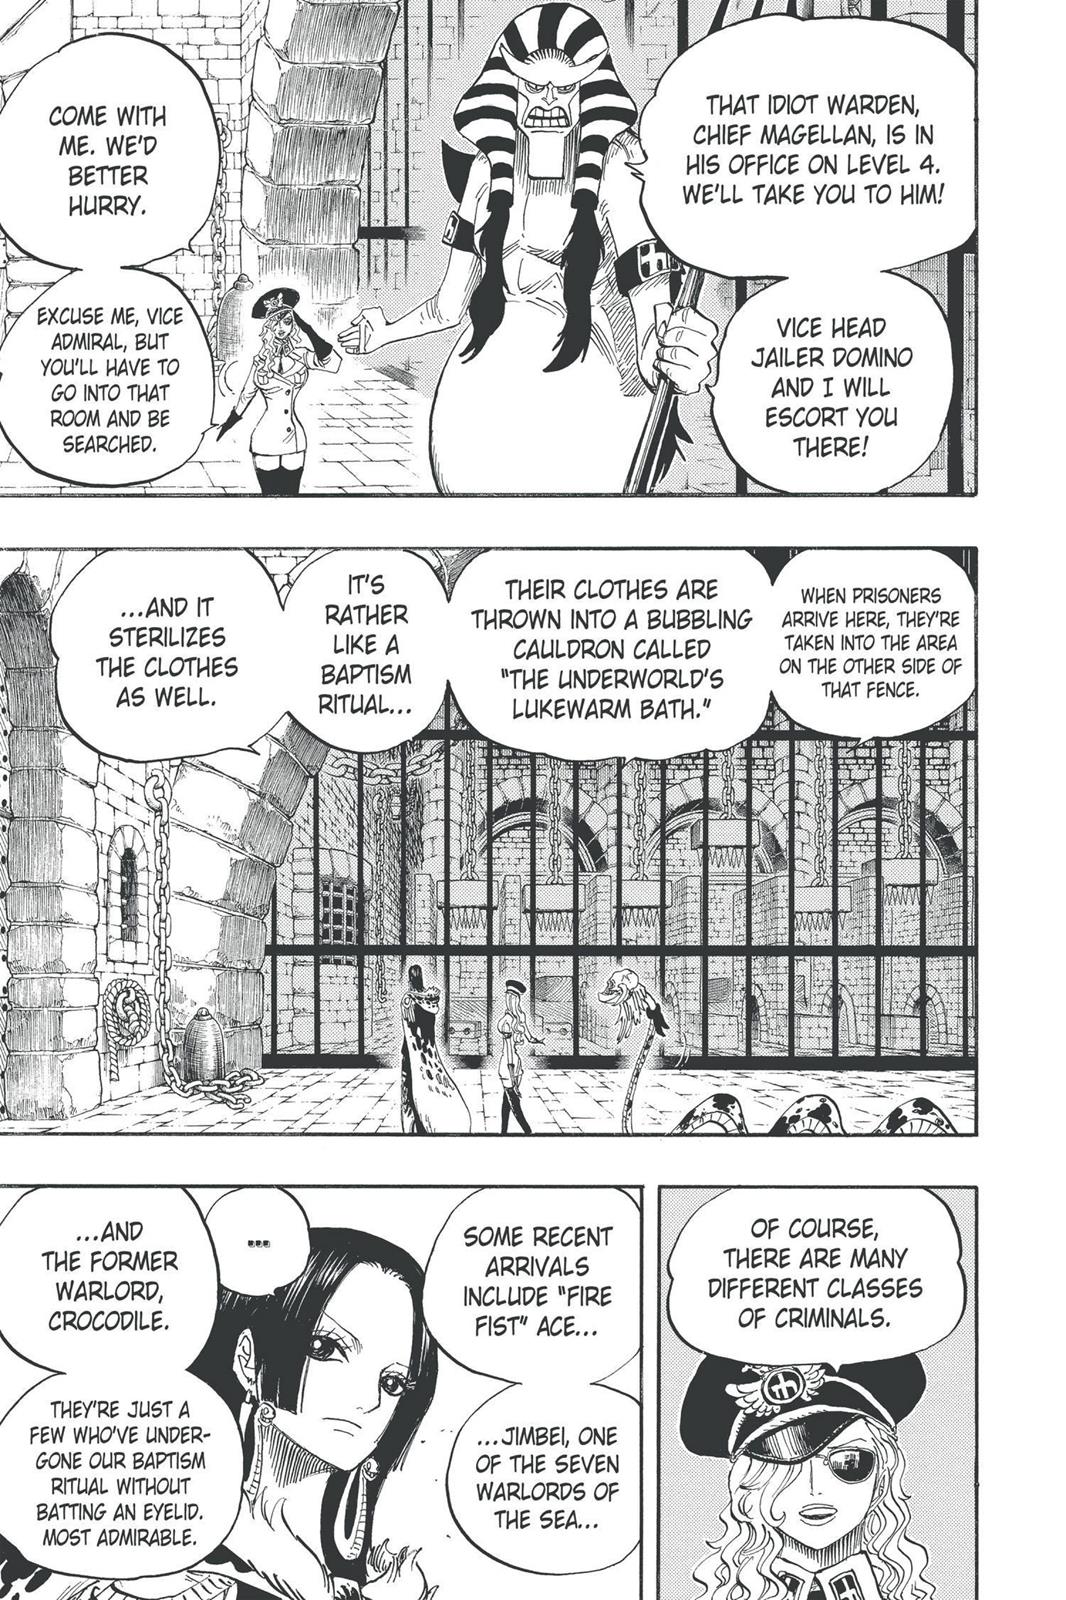 THAT IDIOT WARDEN,
CHIEF MAGELLAN, IS IN
HIS OFFICE ON LEVEL 4.
WE'LL TAKE YOU TO HIM!
VICE HEAD
JAILER DOMINO
AND I WILL
ESCORT YOU
THERE!
COME WITH
ME. WE'D
BETTER
HURRY.
EXCUSE ME, VICE
ADMIRAL, BUT
YOU'LL HAVE TO
GO INTO THAT
ROOM AND BE
SEARCHED.
WHEN PRISONERS
ARRIVE HERE, THEY'RE
TAKEN INTO THE AREA
ON THE OTHER SIDE OF
THAT FENCE.
THEIR CLOTHES ARE
THROWN INTO A BUBBLING
CAULDRON CALLED
"THE UNDERWORLD'S
LUKEWARM BATH."
IT'S
RATHER
LIKE A
BAPTISM
RITUAL...
...AND IT
STERILIZES
THE CLOTHES
AS WELL.
OF COURSE,
THERE ARE MANY
DIFFERENT CLASSES
OF CRIMINALS.
SOME RECENT
ARRIVALS
INCLUDE "FIRE
FIST" ACE...
...JIMBEI, ONE
OF THE SEVEN
WARLORDS OF
THE SEA...
...
...AND
THE FORMER
WARLORD,
CROCODILE.
THEY'RE JUST A
FEW WHO'VE UNDER-
GONE OUR BAPTISM
RITUAL WITHOUT
BATTING AN EYELID.
MOST ADMIRABLE.